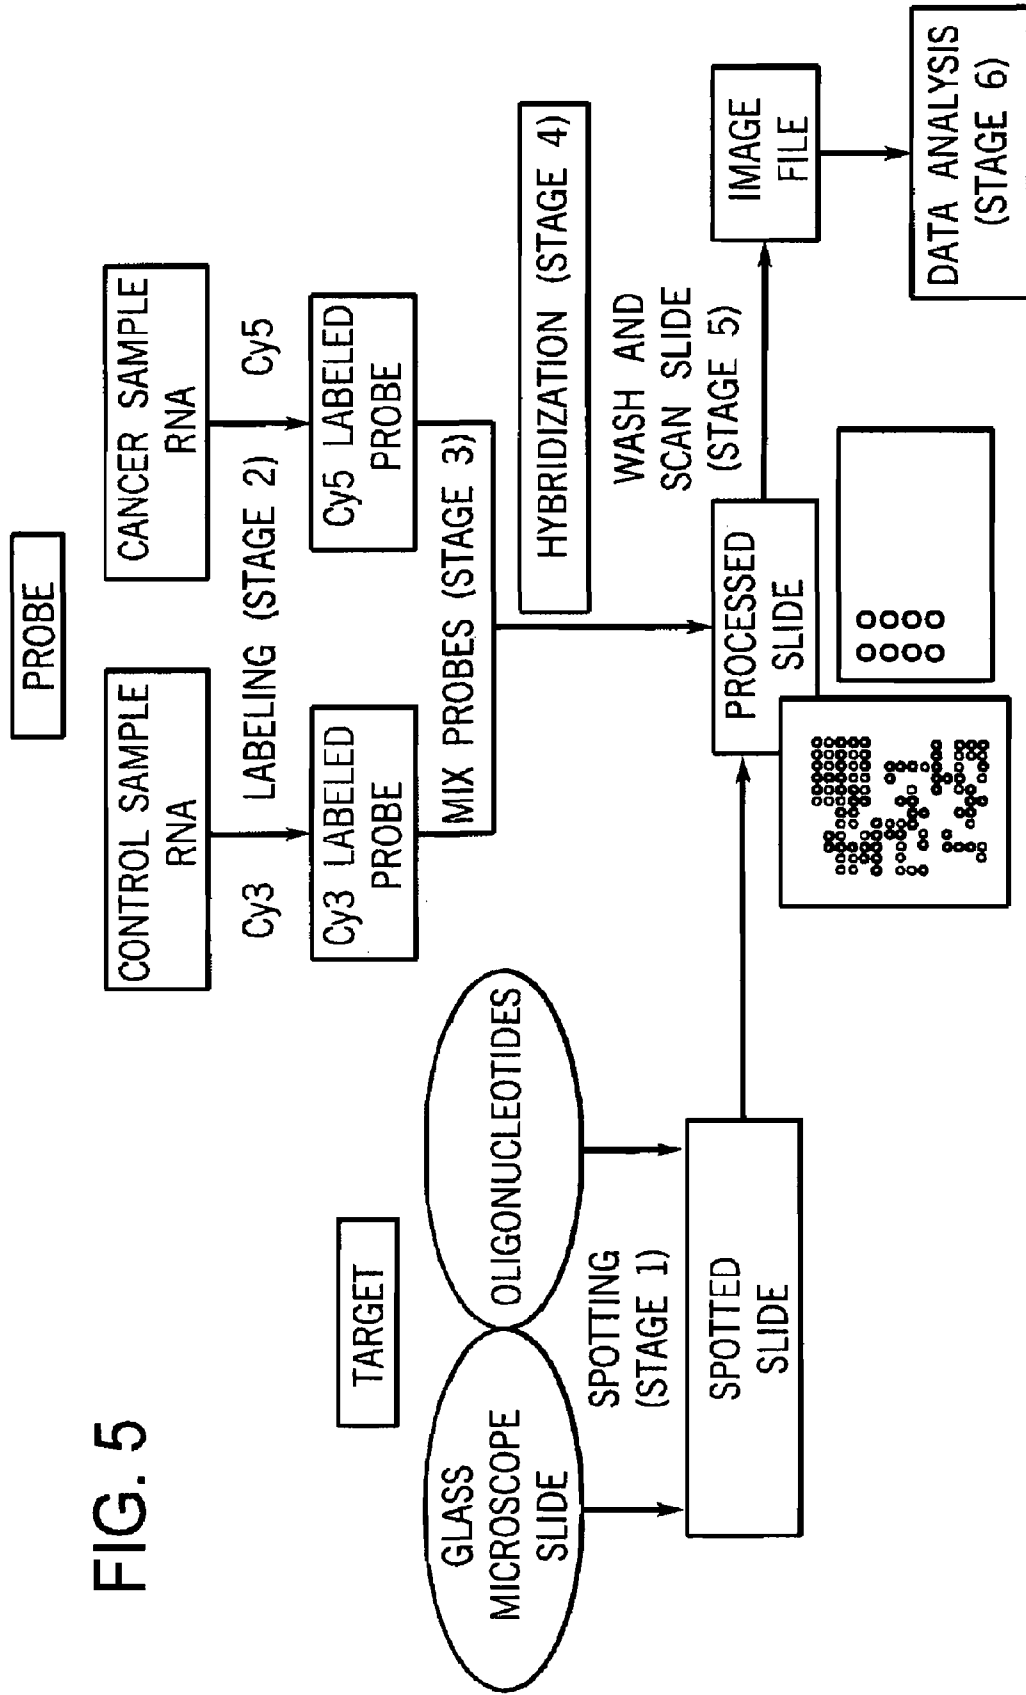 FIG. 5
PROBE
CONTROL SAMPLE
RNA
CANCER SAMPLE
RNA
Cy3
LABELING (STAGE 2)
Cy5
Cy3 LABELED
PROBE
Cy5 LABELED
PROBE
MIX PROBES (STAGE 3)
TARGET
GLASS
MICROSCOPE
SLIDE
OLIGONUCLEOTIDES
HYBRIDIZATION (STAGE 4)
SPOTTING
(STAGE 1)
WASH AND
SCAN SLIDE
(STAGE 5)
SPOTTED
SLIDE
PROCESSED
SLIDE
IMAGE
FILE
DATA ANALYSIS
(STAGE 6)